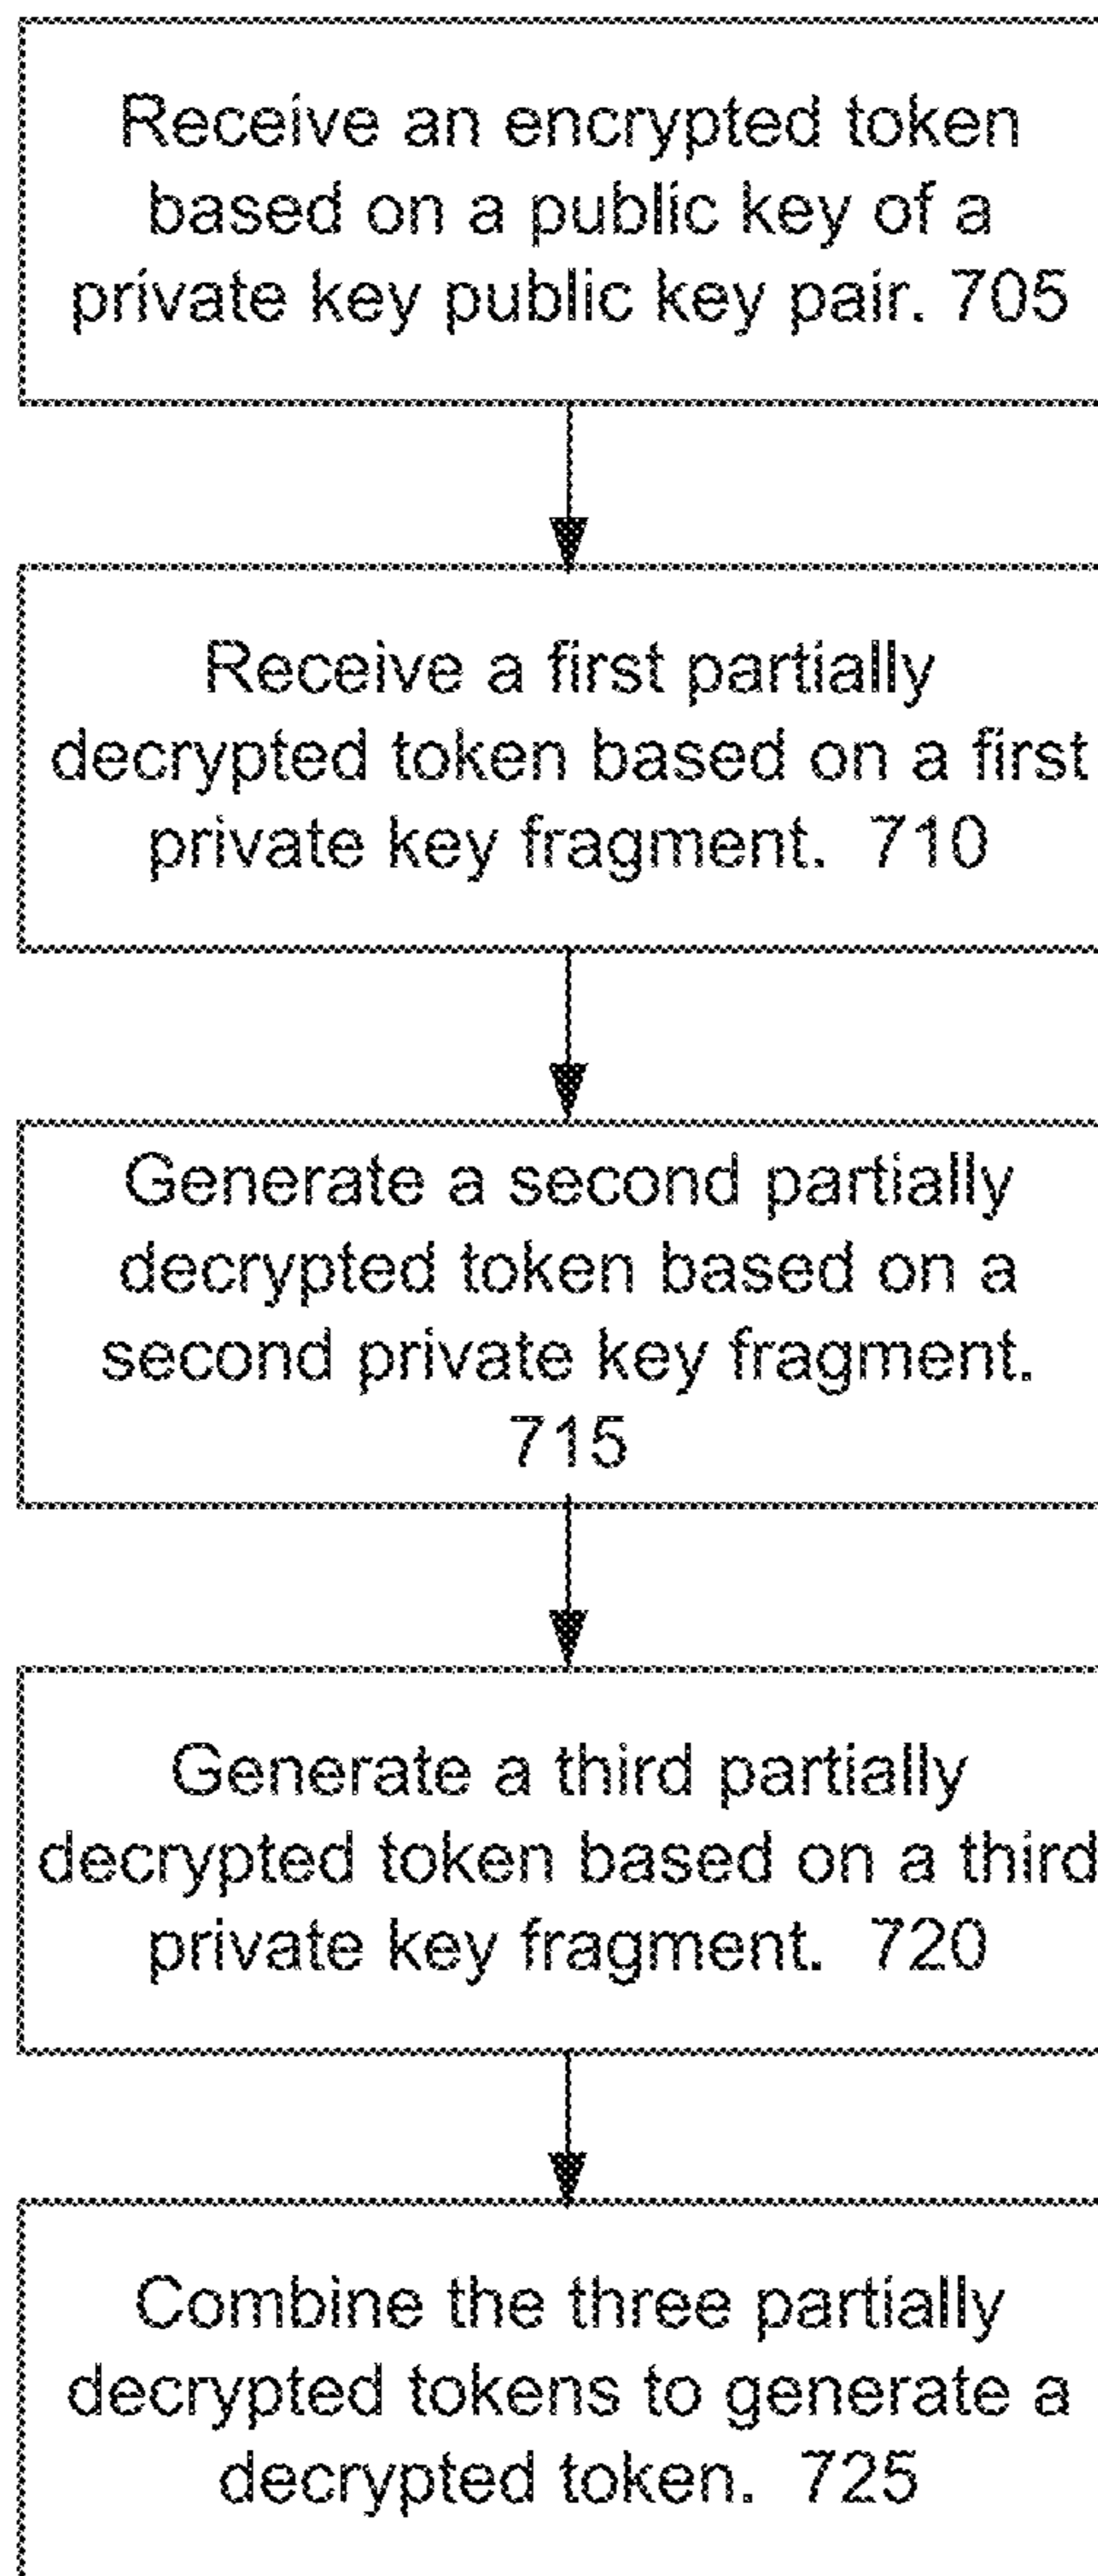 Receive an encrypted token
based on a public key of a
private key public key pair. 705
Receive a first partially
decrypted token based on a first
private key fragment. 710
Generate a second partially
decrypted token based on a
second private key fragment.
715
Generate a third partially
decrypted token based on a third
private key fragment. 720
Combine the three partially
decrypted tokens to generate a
decrypted token. 725